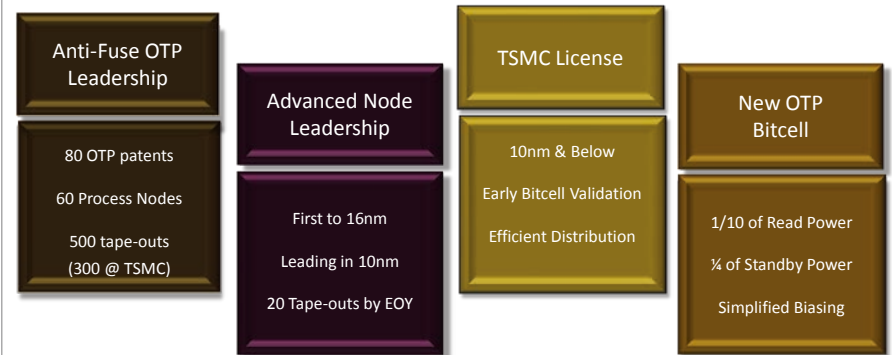 Anti-Fuse OTP
Leadership
80 OTP patents
60 Process Nodes
500 tape-outs
(300 @ TSMC)
Advanced Node
Leadership
First to 16nm
Leading in 10nm
20 Tape-outs by EOY
TSMC License
10nm & Below
Early Bitcell Validation
Efficient Distribution
New OTP
Bitcell
1/10 of Read Power
¼ of Standby Power
Simplified Biasing